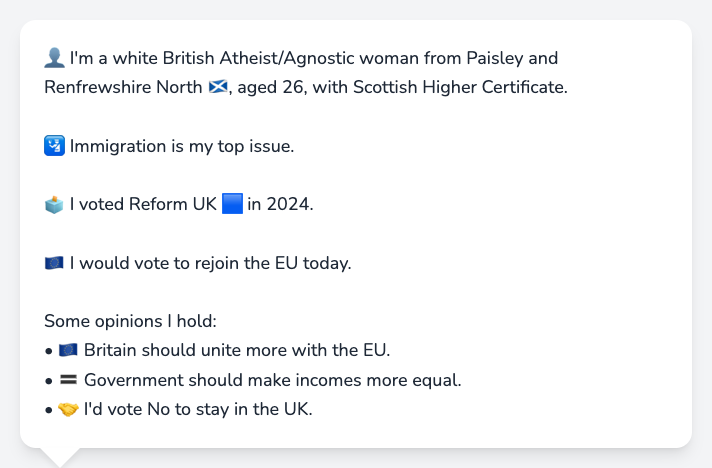 👤 I'm a white British Atheist/Agnostic woman from Paisley and
Renfrewshire North 🏴󠁧󠁢󠁳󠁣󠁴󠁿, aged 26, with Scottish Higher Certificate.
🛂 Immigration is my top issue.
🗳️ I voted Reform UK 🟦 in 2024.
🇪🇺 I would vote to rejoin the EU today.
Some opinions I hold:
• 🇪🇺 Britain should unite more with the EU.
• 🟰 Government should make incomes more equal.
• 🤝 I'd vote No to stay in the UK.